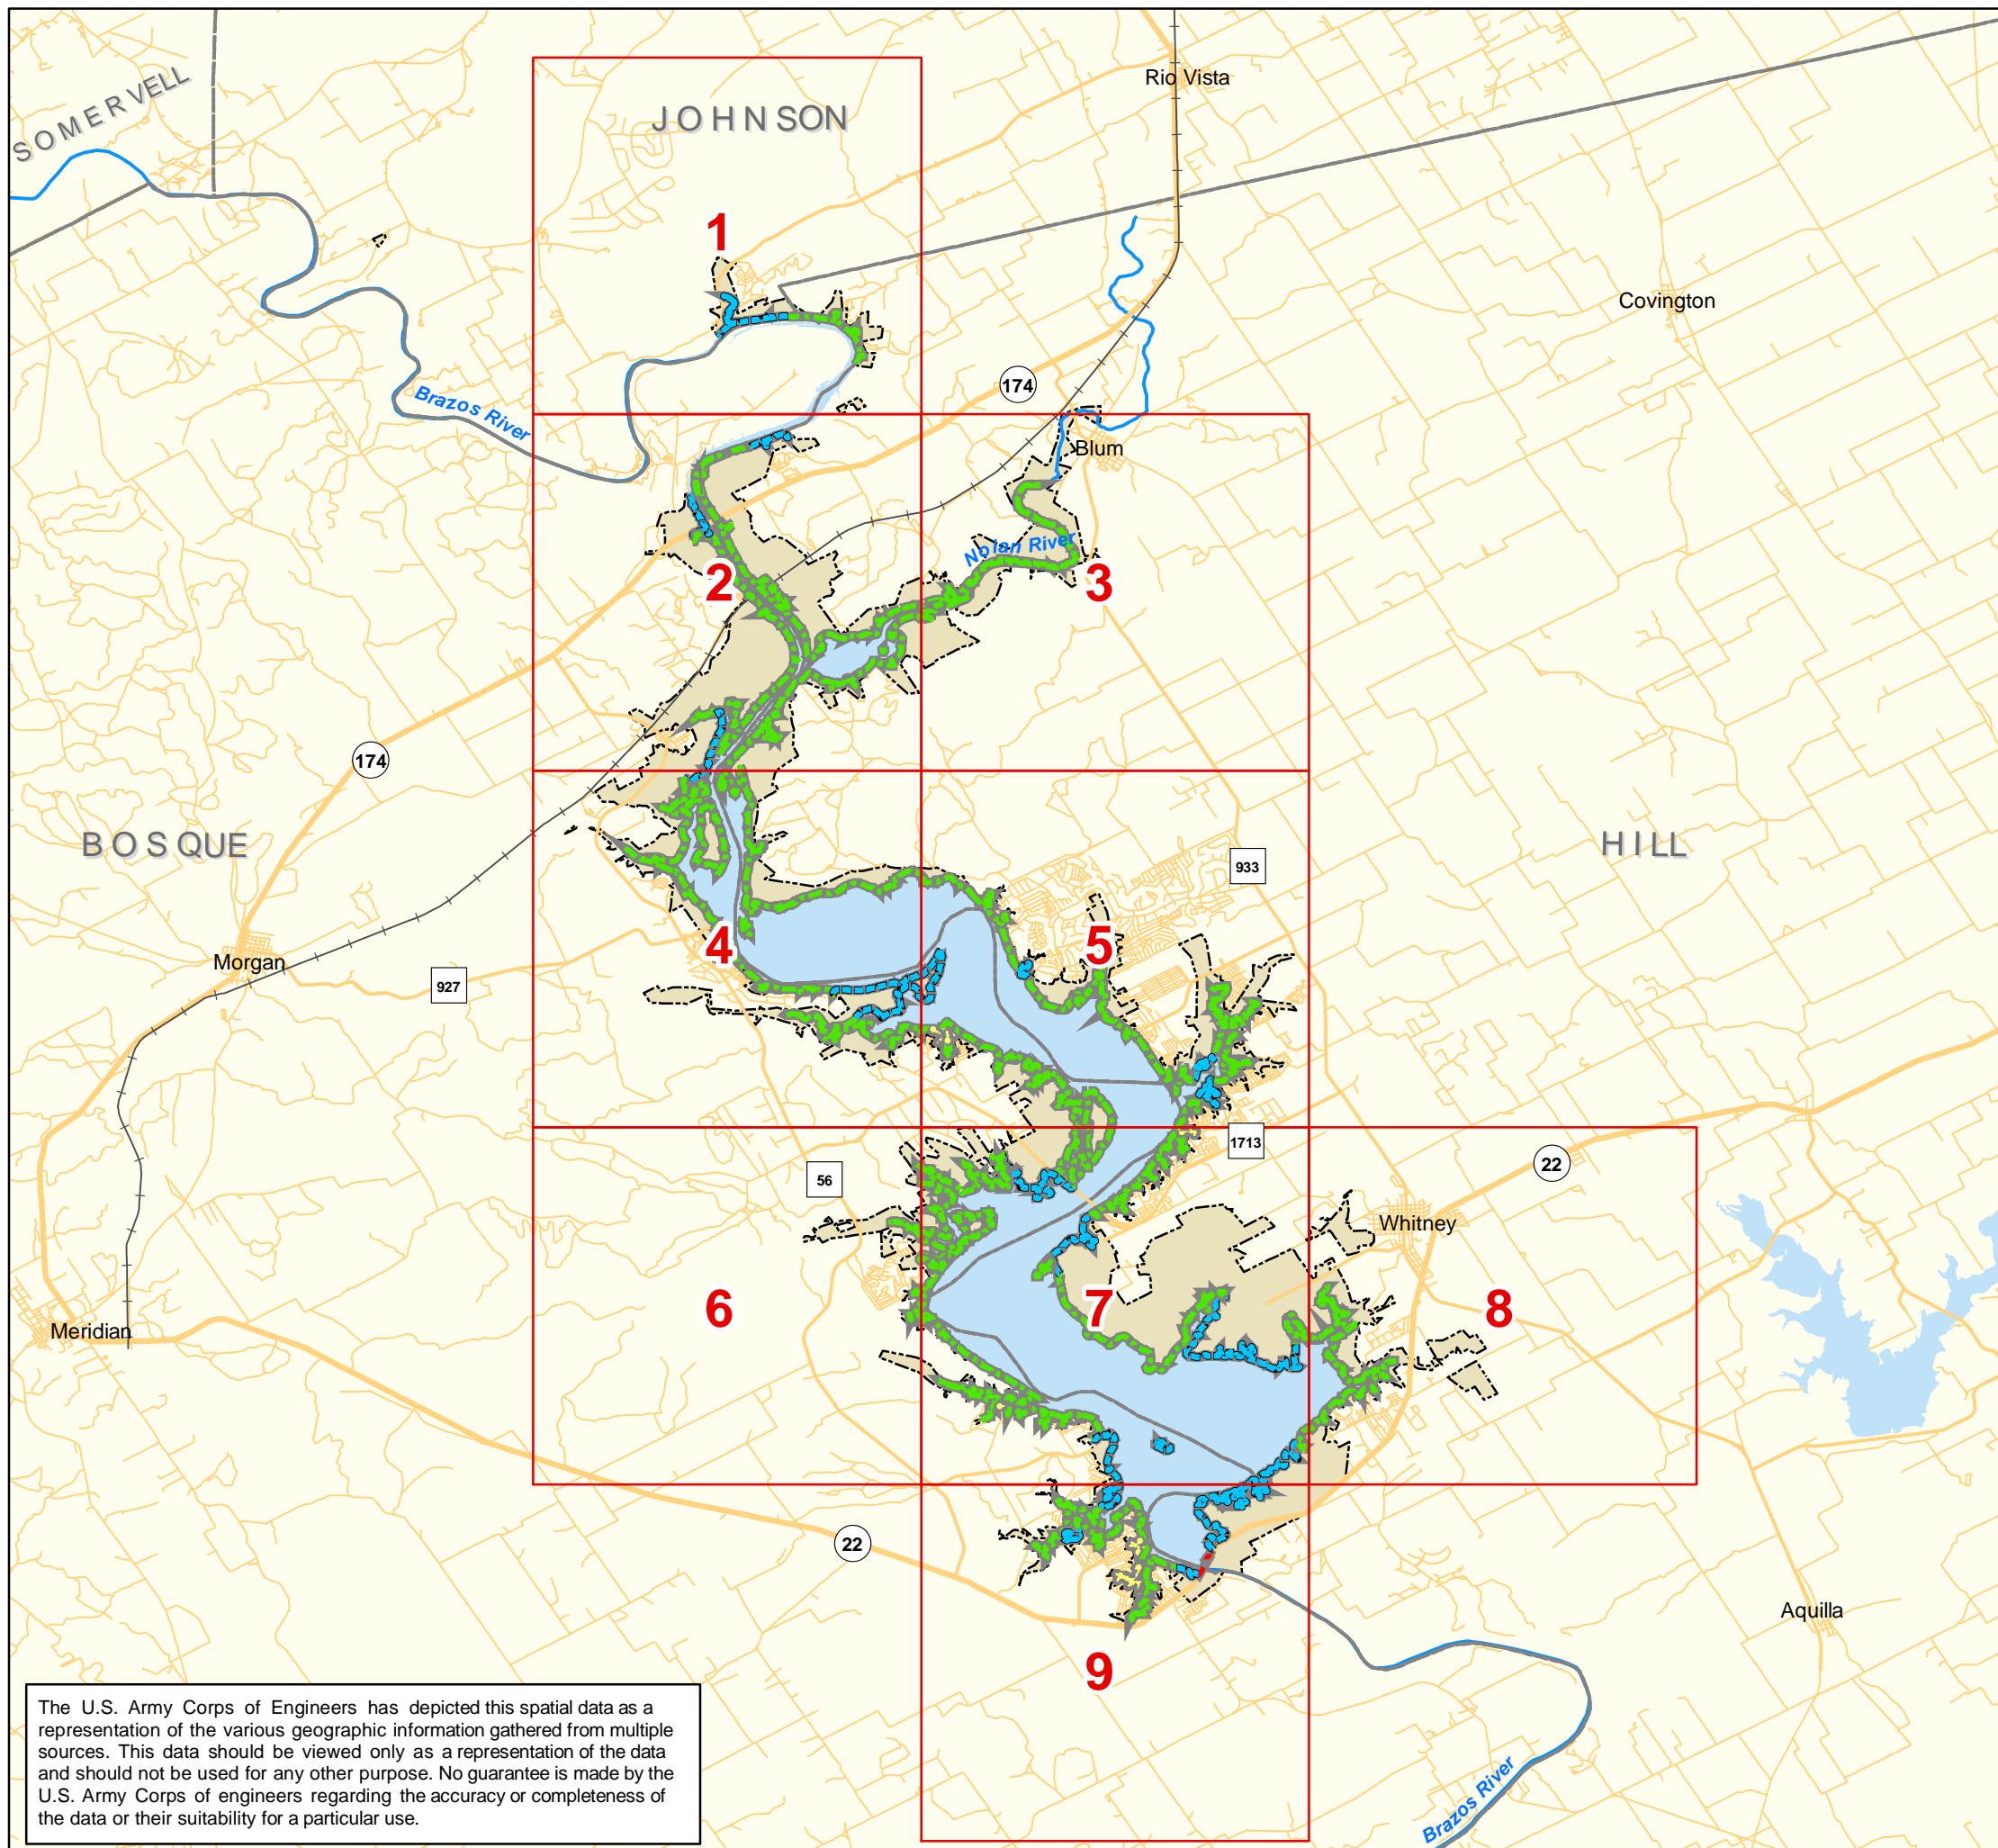 Rio Vista
SOMERVELL
JOHNSON
1
Covington
174
Brazos River
Blum
Nolan River
2
3
174
BOSQUE
HILL
933
4
5
Morgan
927
1713
22
56
Whitney
6
7
8
Meridian
22
Aquilla
9
The U.S. Army Corps of Engineers has depicted this spatial data as a
representation of the various geographic information gathered from multiple
sources. This data should be viewed only as a representation of the data
and should not be used for any other purpose. No guarantee is made by the
U.S. Army Corps of engineers regarding the accuracy or completeness of
the data or their suitability for a particular use.
Brazos River